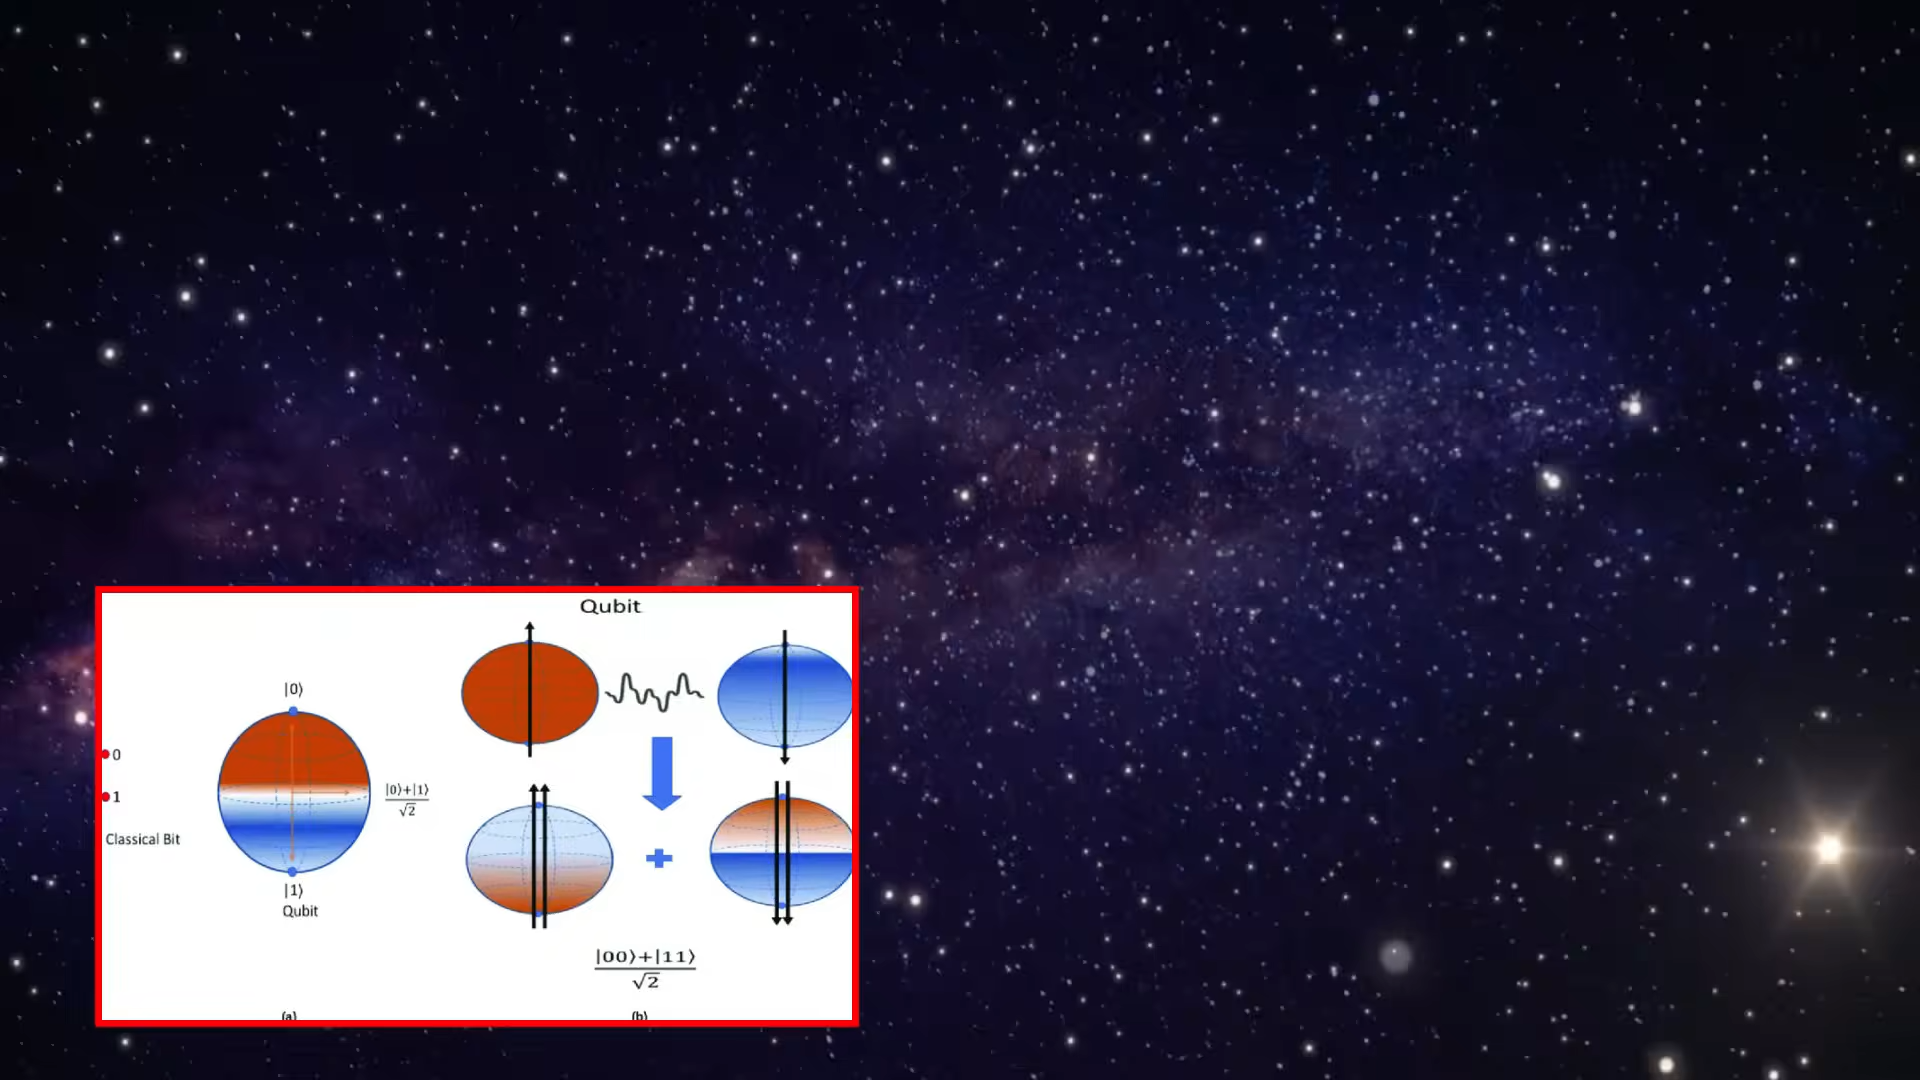 Qubit
|0⟩
0
1
|0⟩+|1⟩
√2
Classical Bit
|1⟩
Qubit
|00⟩+|11⟩
√2
(a)
(b)